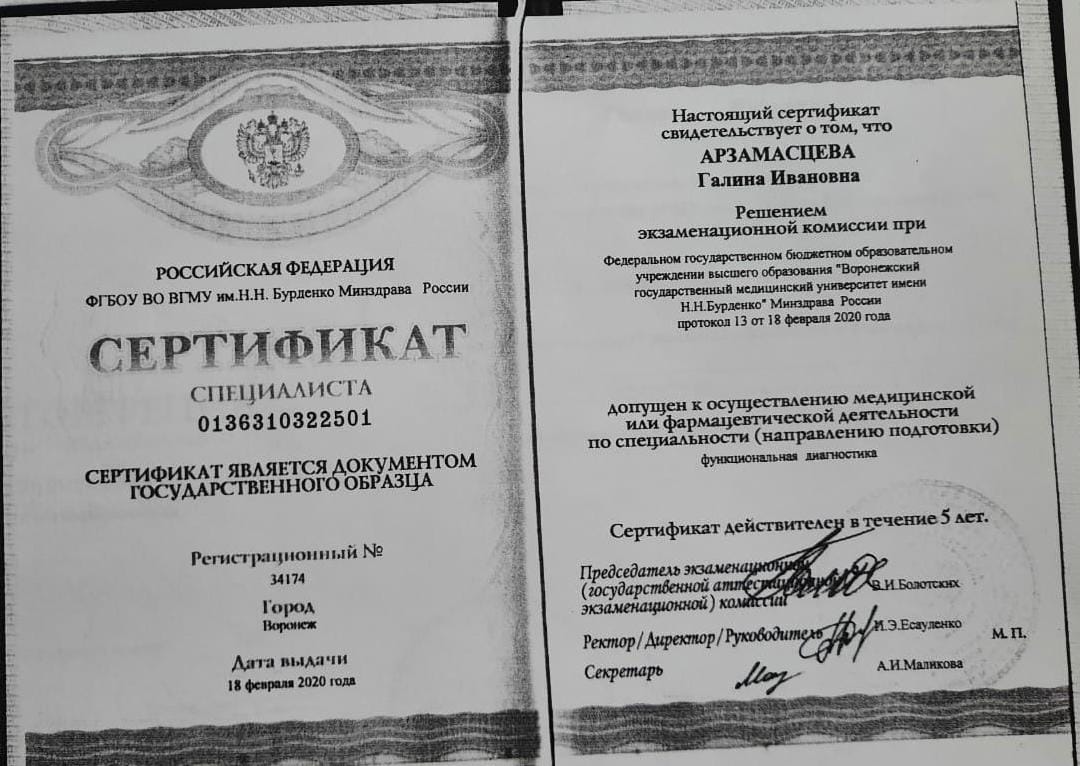 РОССИЙСКАЯ ФЕДЕРАЦИЯ
ФГБОУ ВО ВГМУ им.Н.Н. Бурденко Минздрава России
СЕРТИФИКАТ
СПЕЦИАЛИСТА
0136310322501
СЕРТИФИКАТ ЯВЛЯЕТСЯ ДОКУМЕНТОМ
ГОСУДАРСТВЕННОГО ОБРАЗЦА
Регистрационный №
34174
Город
Воронеж
Дата выдачи
18 февраля 2020 года
Настоящий сертификат
свидетельствует о том, что
АРЗАМАСЦЕВА
Галина Ивановна
Решением
экзаменационной комиссии при
Федеральном государственном бюджетном образовательном
учреждении высшего образования "Воронежский
государственный медицинский университет имени
Н.Н.Бурденко" Минздрава России
протокол 13 от 18 февраля 2020 года
допущен к осуществлению медицинской
или фармацевтической деятельности
по специальности (направлению подготовки)
функциональная диагностика
Сертификат действителен в течение 5 лет.
Председатель экзаменационной
(государственной аттестационной
экзаменационной) комиссии
В.И.Болотских
Ректор/Директор/Руководитель
И.Э.Есауленко
М. П.
Секретарь
А.И.Маликова